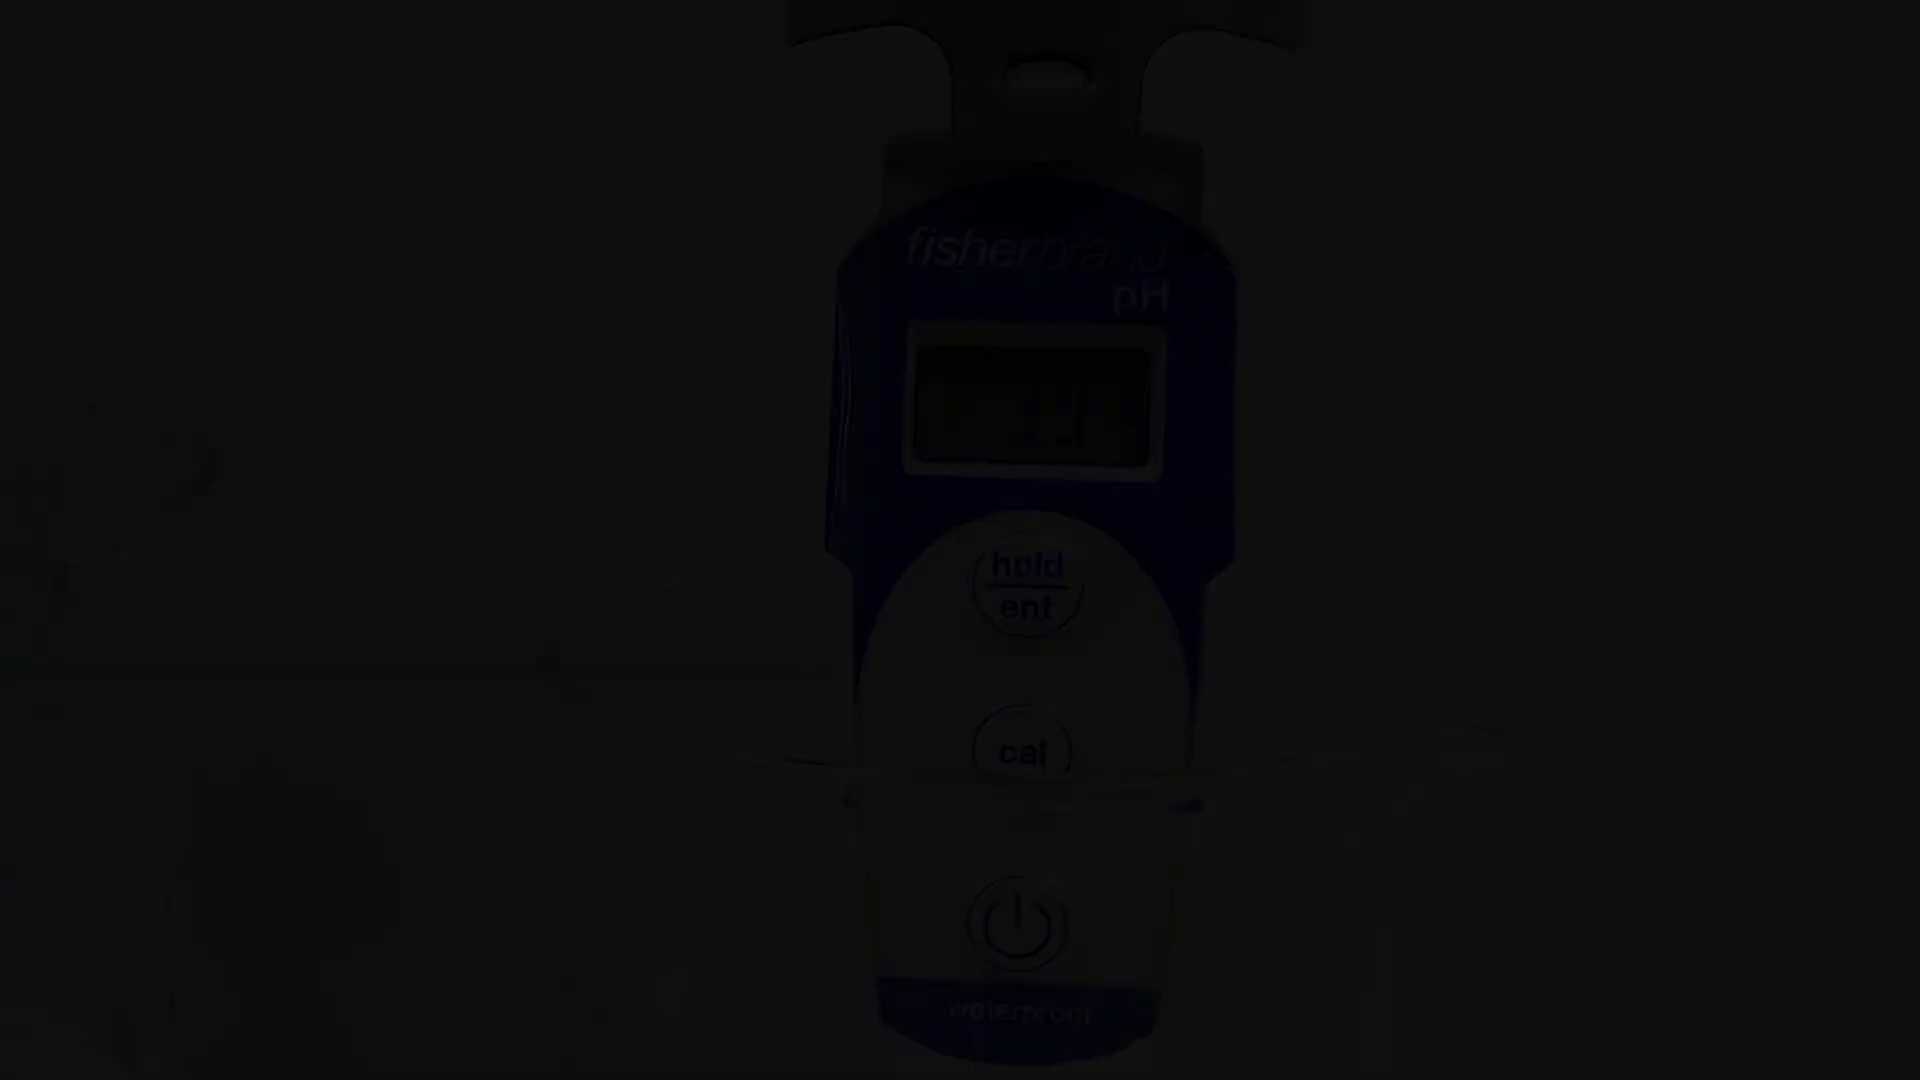 fisherbrand
pH
hold
ent
cal
waterproof